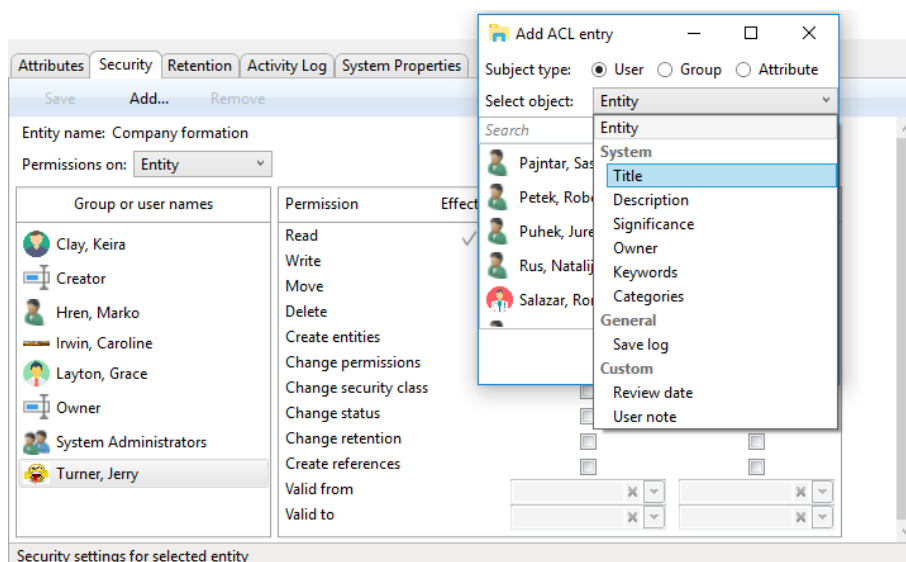 Add ACL entry
Attributes Security Retention Activity Log System Properties
Subject type: User Group Attribute
Save Add... Remove
Select object: Entity
Search
Entity name: Company formation
Permissions on: Entity
Group or user names
Clay, Keira
Creator
Hren, Marko
Irwin, Caroline
Layton, Grace
Owner
System Administrators
Turner, Jerry
Permission
Read
Write
Move
Delete
Create entities
Change permissions
Change security class
Change status
Change retention
Create references
Valid from
Valid to
Pajntar,
Petek,
Puhek,
Rus,
Salazar,
Entity
System
Title
Description
Significance
Owner
Keywords
Categories
General
Save log
Custom
Review date
User note
Security settings for selected entity